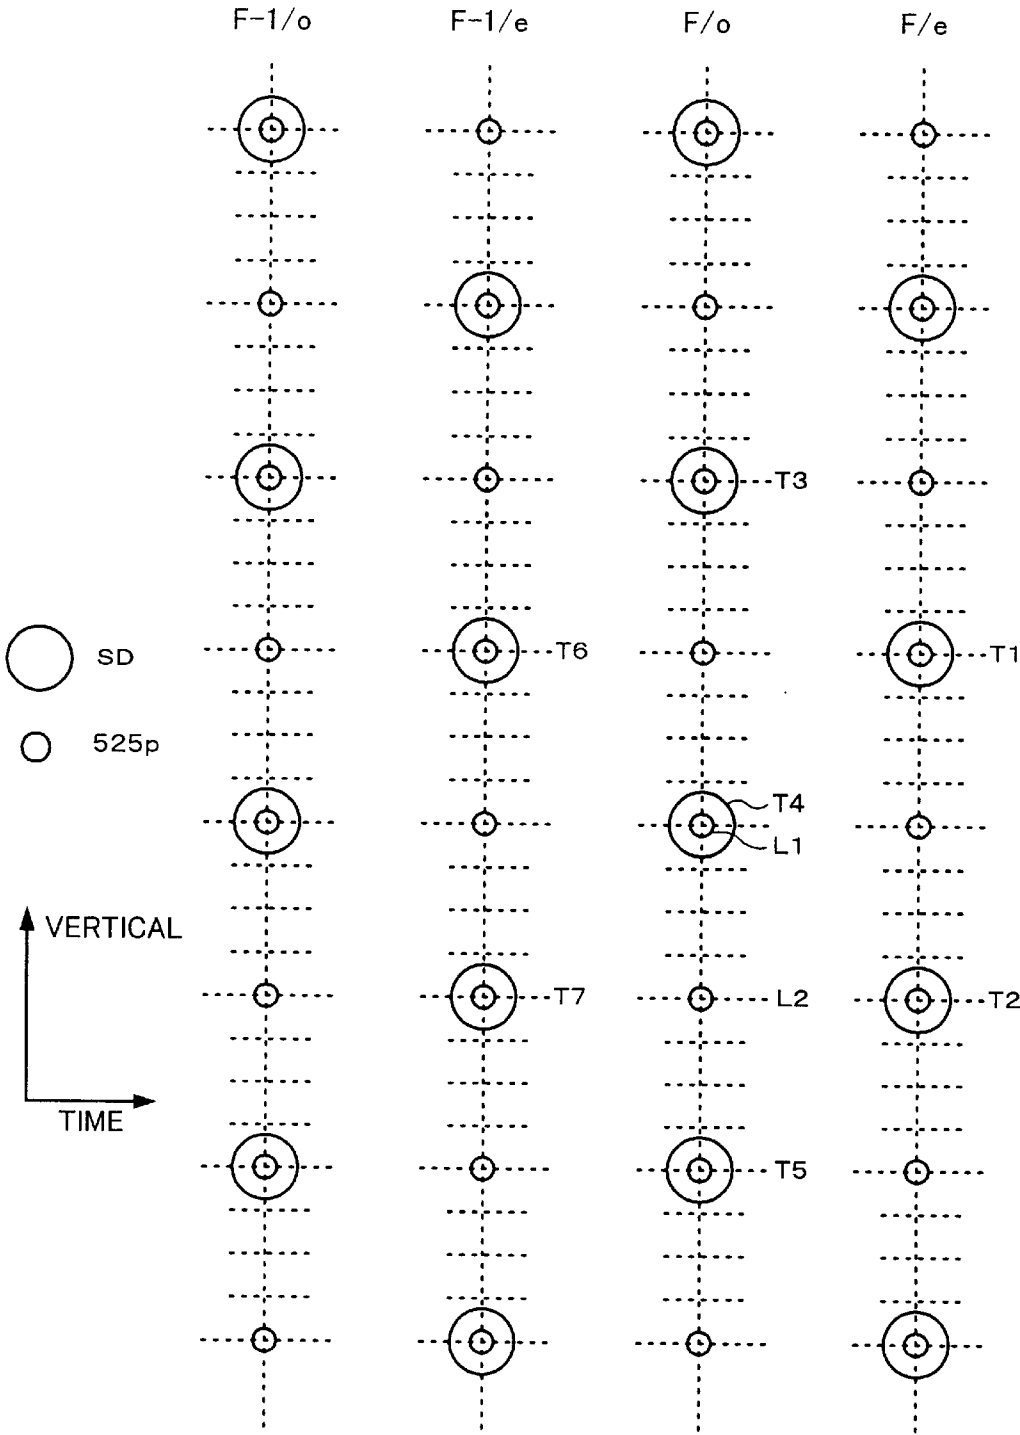 F-1/o F-1/e F/o F/e
T3
T6 T1
SD
525p
T4
L1
VERTICAL
T7 L2 T2
TIME
T5